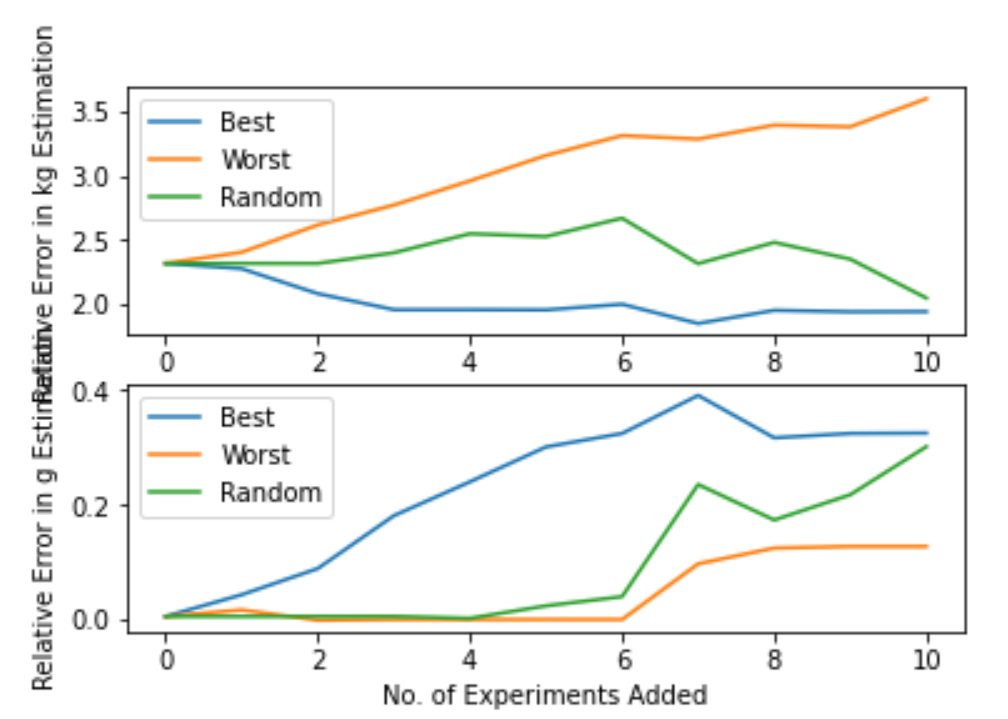 Relative Error in kg Estimation
3.5
3.0
2.5
2.0
Best
Worst
Random
0 2 4 6 8 10
Relative Error in g Estimation
0.4
0.2
0.0
Best
Worst
Random
0 2 4 6 8 10
No. of Experiments Added